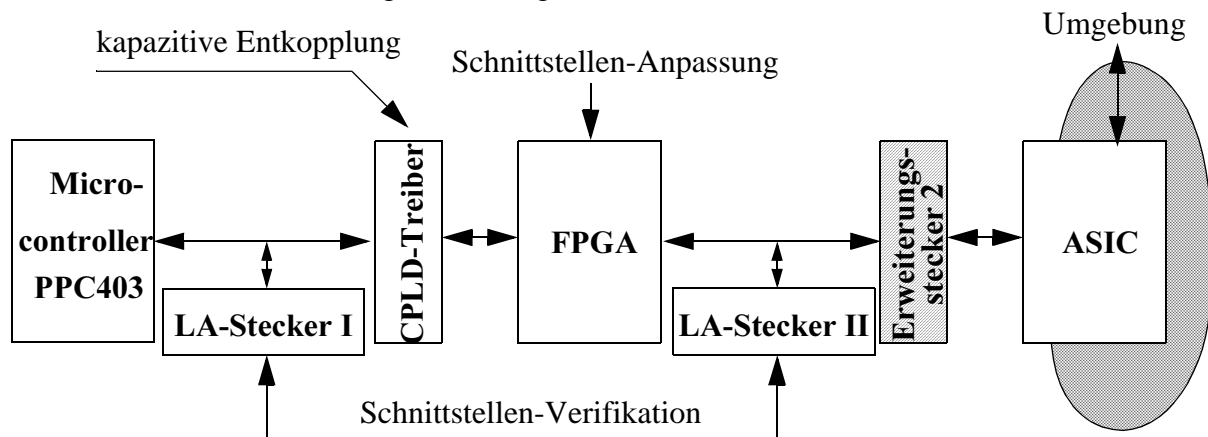 kapazitive Entkopplung
Schnittstellen-Anpassung
Umgebung
Micro-
controller
PPC403
LA-Stecker I
CPLD-Treiber
FPGA
LA-Stecker II
Erweiterungs-
stecker 2
ASIC
Schnittstellen-Verifikation